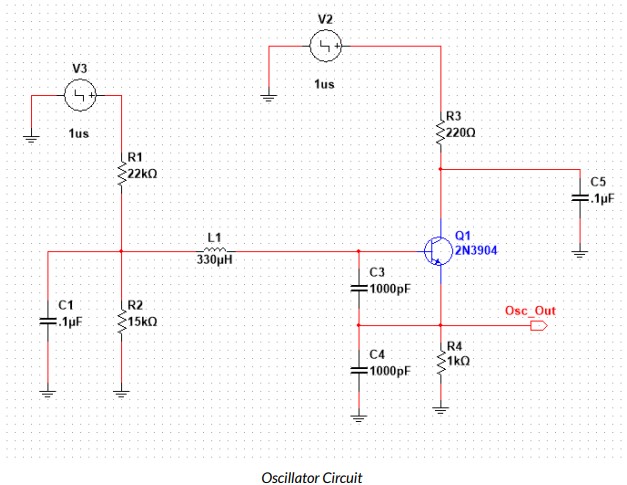 V2
1us
V3
1us
R3
220Ω
R1
22kΩ
C5
.1µF
L1
330µH
Q1
2N3904
C3
1000pF
C1
.1µF
R2
15kΩ
Osc_Out
C4
1000pF
R4
1kΩ
Oscillator Circuit